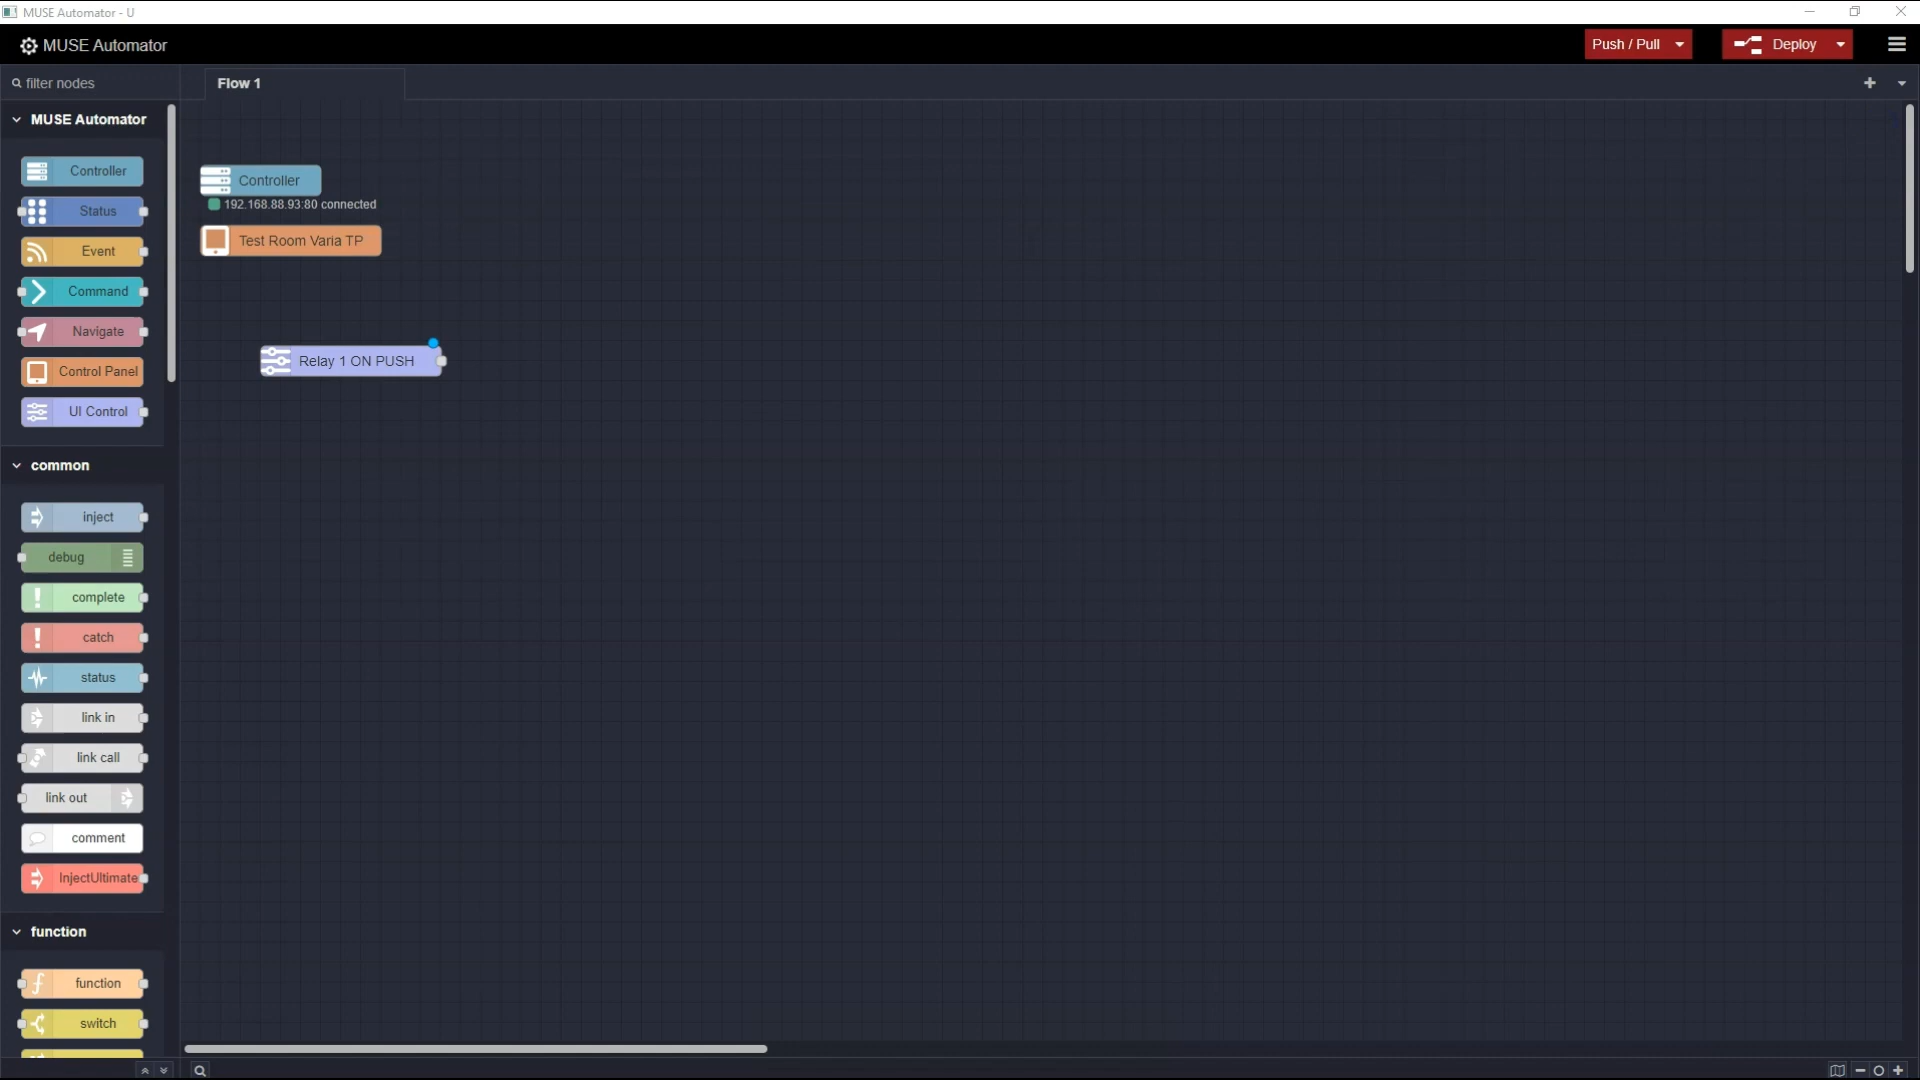 MUSE Automator - U
MUSE Automator
Push / Pull
Deploy
filter nodes
Flow 1
MUSE Automator
Controller
Status
Event
Command
Navigate
Control Panel
UI Control
common
inject
debug
complete
catch
status
link in
link call
link out
comment
InjectUltimate
function
function
switch
Controller
192.168.88.93:80 connected
Test Room Varia TP
Relay 1 ON PUSH